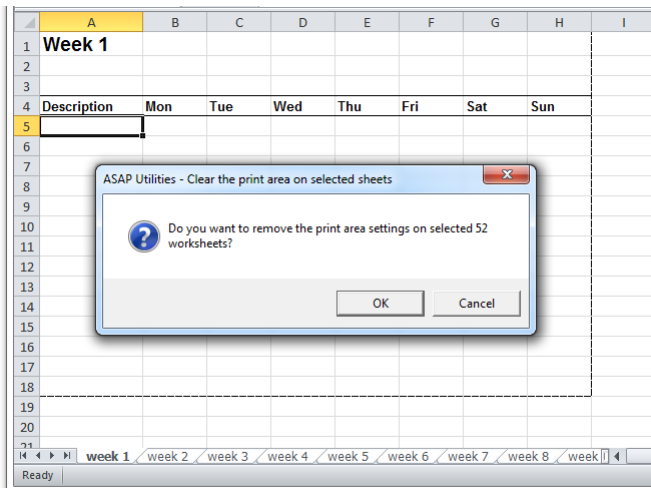 A B C D E F G H I
1 Week 1
2
3
4 Description Mon Tue Wed Thu Fri Sat Sun
5
6
7
ASAP Utilities - Clear the print area on selected sheets
8
9
10
Do you want to remove the print area settings on selected 52
worksheets?
11
12
13
14
OK Cancel
15
16
17
18
19
20
21
week 1 week 2 week 3 week 4 week 5 week 6 week 7 week 8 week
Ready